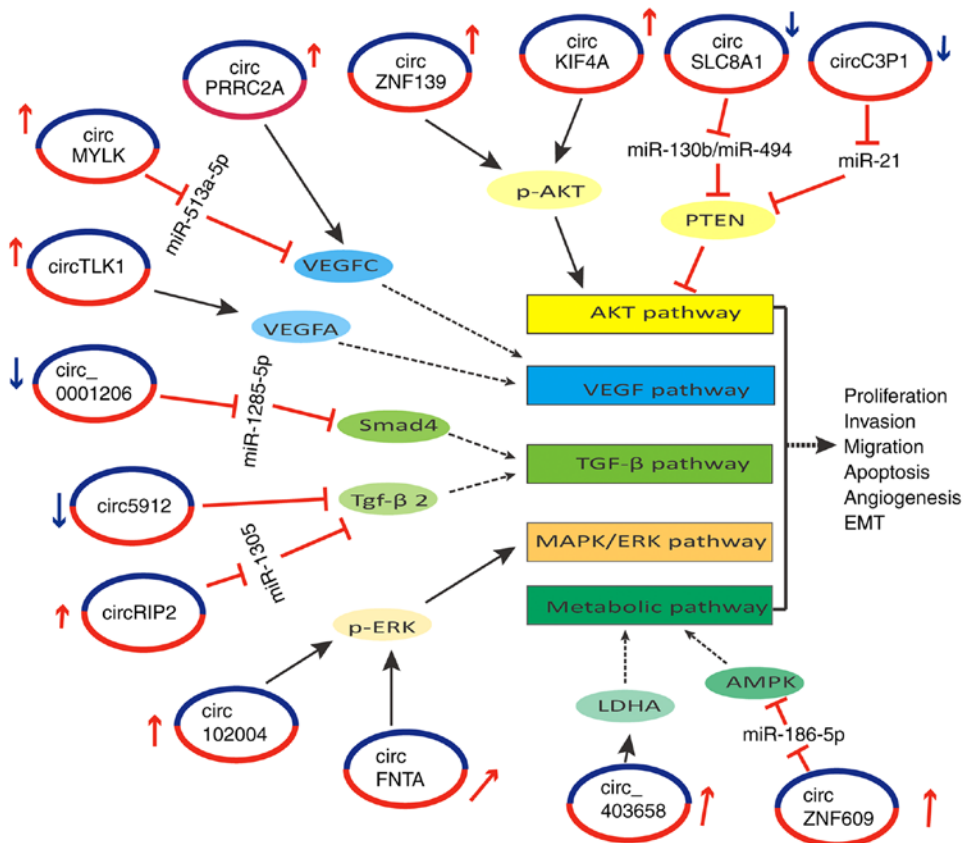 circ
PRRC2A
circ
ZNF139
circ
KIF4A
circ
SLC8A1
circC3P1
circ
MYLK
miR-513a-5p
miR-130b/miR-494
miR-21
p-AKT
PTEN
circTLK1
VEGFC
VEGFA
AKT pathway
circ_
0001206
miR-1285-5p
VEGF pathway
Smad4
TGF-β pathway
Proliferation
Invasion
Migration
Apoptosis
Angiogenesis
EMT
circ5912
Tgf-β 2
miR-1305
MAPK/ERK pathway
circRIP2
Metabolic pathway
p-ERK
AMPK
LDHA
circ
102004
miR-186-5p
circ
FNTA
circ_
403658
circ
ZNF609